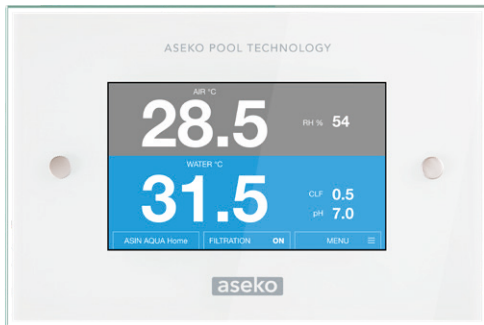 ASEKO POOL TECHNOLOGY
AIR °C
28.5
RH % 54
WATER °C
31.5
CLF 0.5
pH 7.0
ASIN AQUA Home FILTRATION ON MENU
aseko